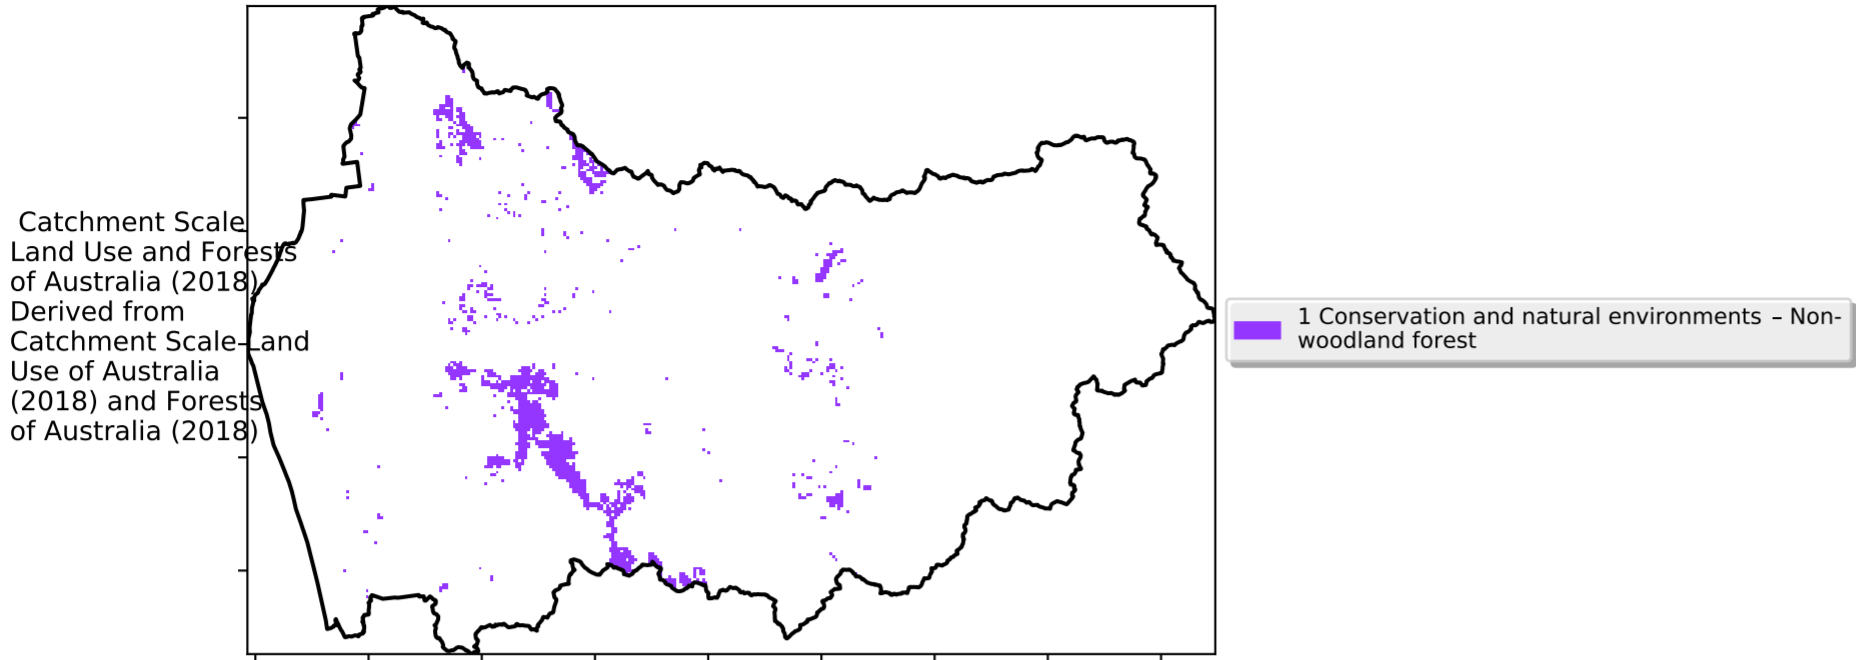 Catchment Scale
Land Use and Forests
of Australia (2018)
Derived from
Catchment Scale Land
Use of Australia
(2018) and Forests
of Australia (2018)
1 Conservation and natural environments – Non-
woodland forest